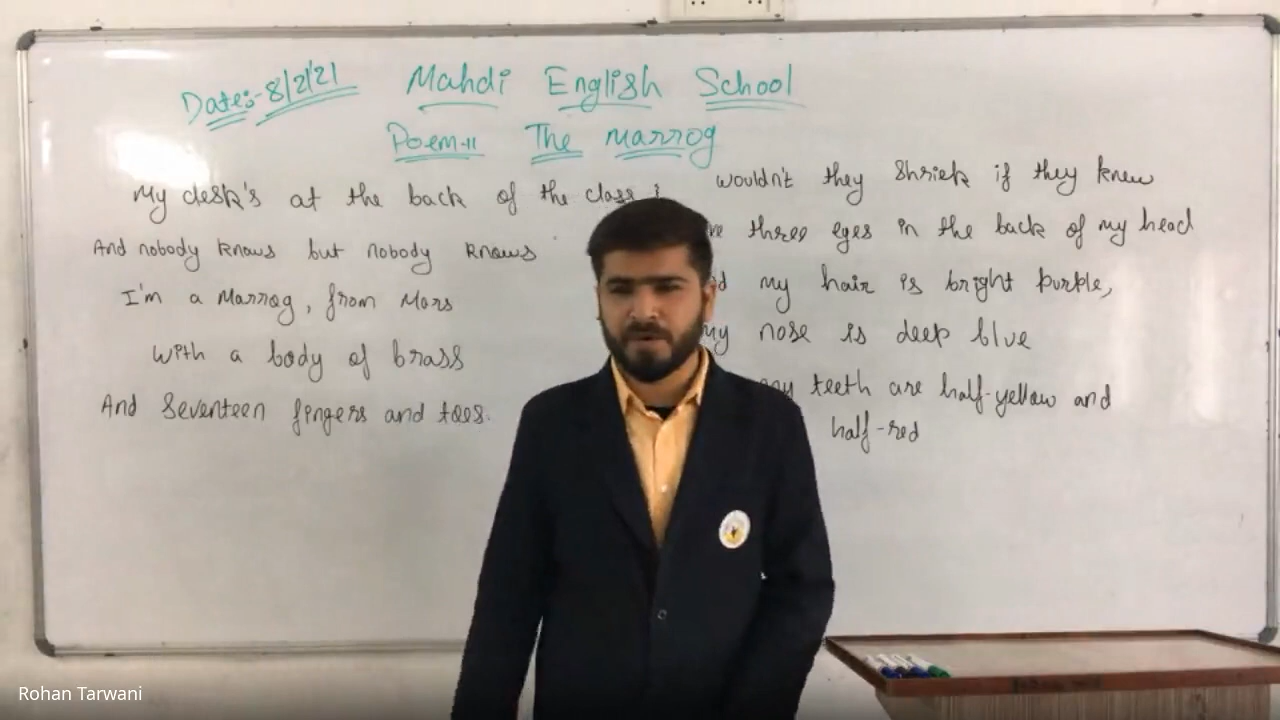 Date:- 8/2/21
Mahdi English School
Poem-11 The Marrog
My desk's at the back of the class
And nobody knows but nobody knows
I'm a Marrog, from Mars
With a body of brass
And Seventeen fingers and toes.
wouldn't they Shriek if they knew
three eyes in the back of my head
my hair is bright purple,
my nose is deep blue
my teeth are half-yellow and
half-red
Rohan Tarwani